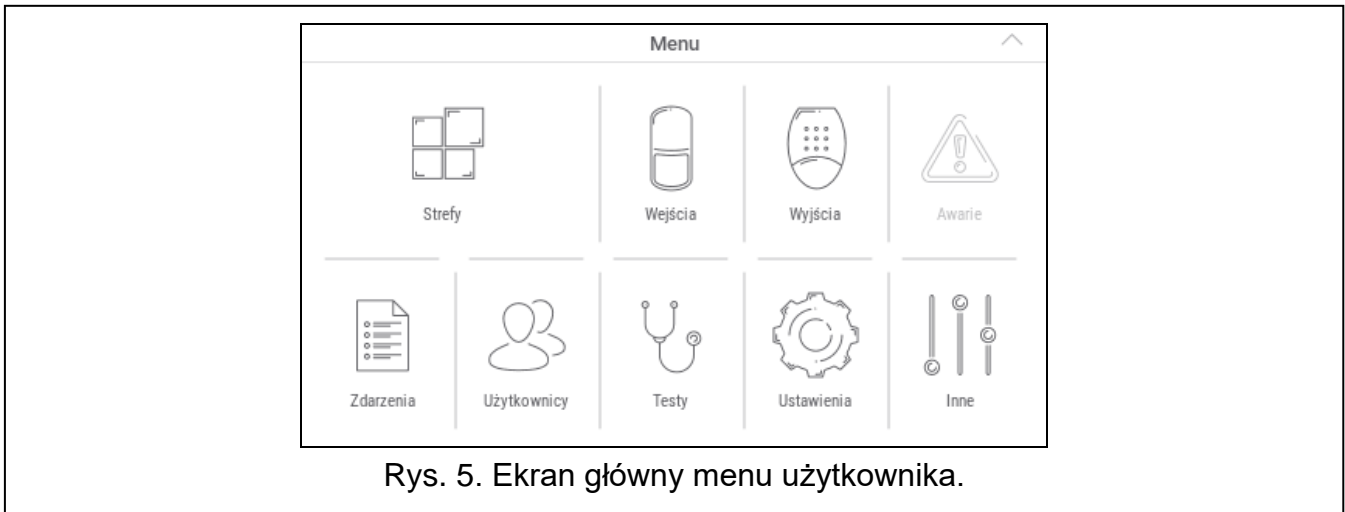 Menu
Strefy
Wejścia
Wyjścia
Awarie
Zdarzenia
Użytkownicy
Testy
Ustawienia
Inne
Rys. 5. Ekran główny menu użytkownika.